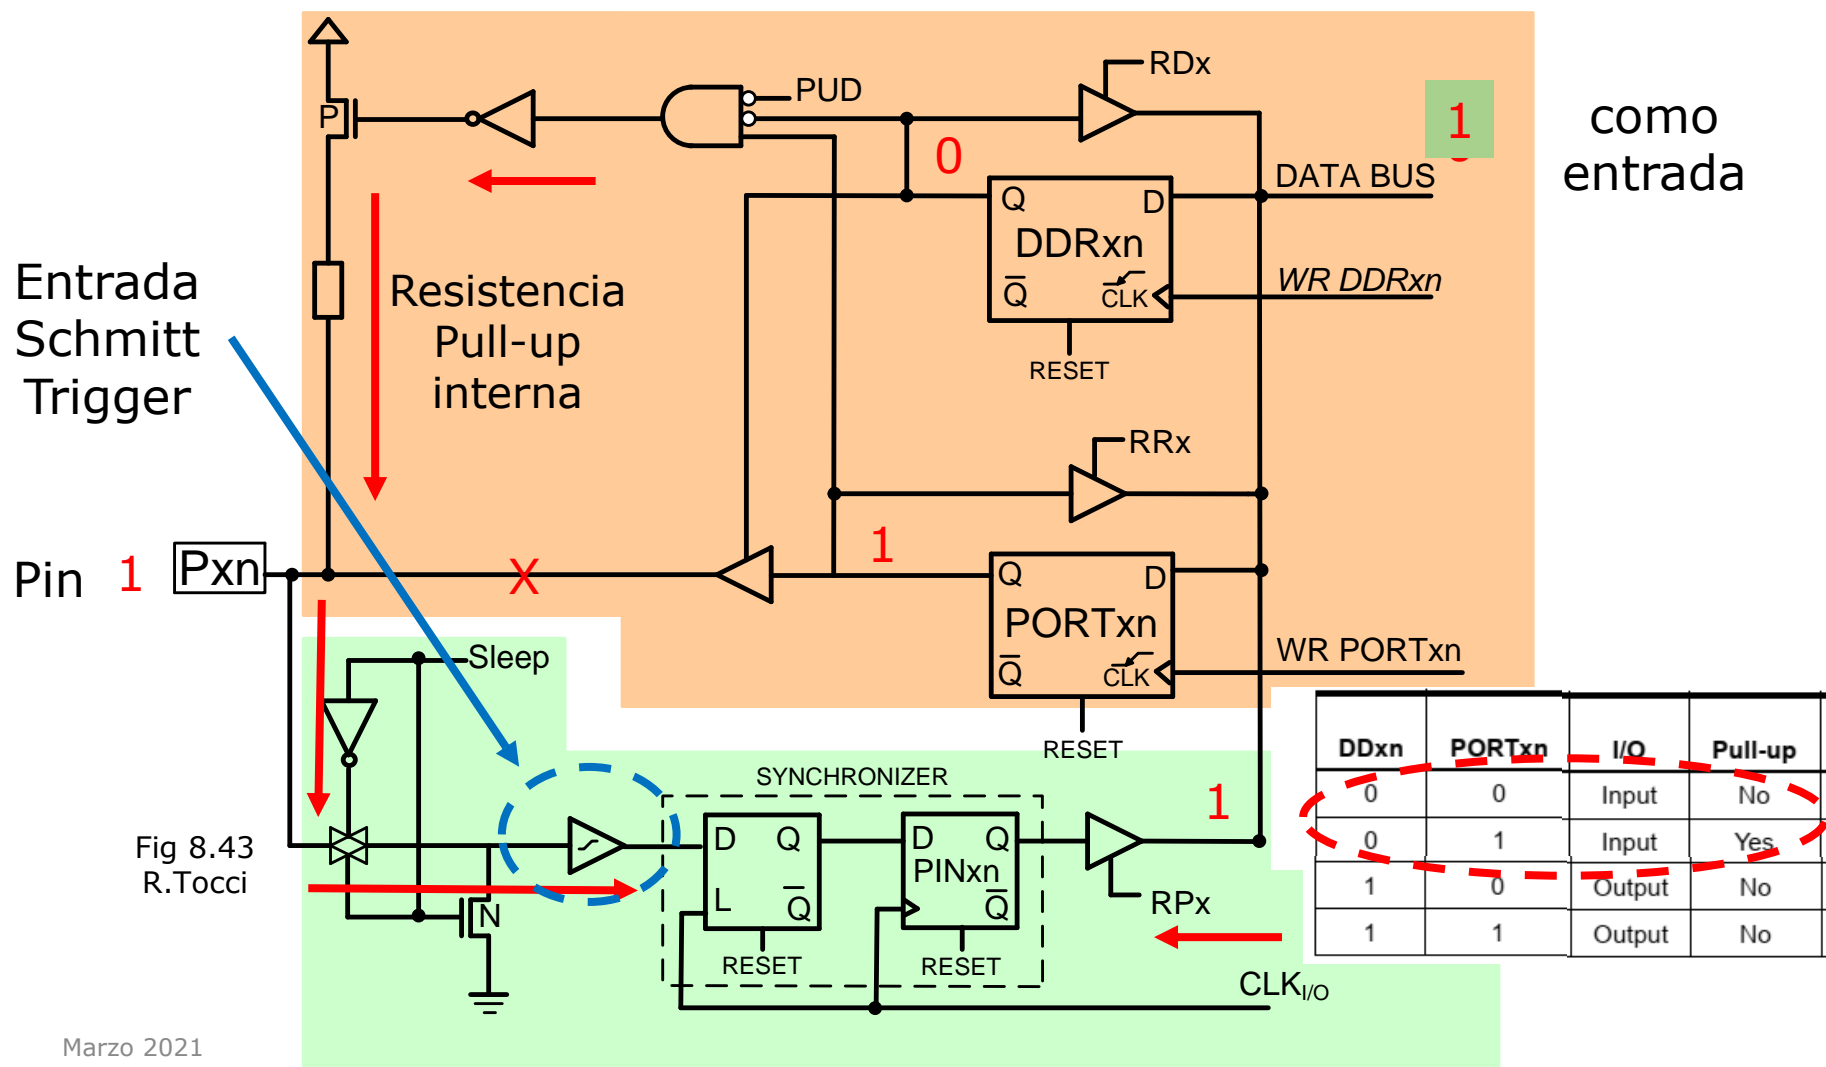 RDx
PUD
P
1
como
entrada
0
DATA BUS
Q D
DDRxn
Q CLK
WR DDRxn
RESET
Entrada
Schmitt
Trigger
Resistencia
Pull-up
interna
RRx
1
Pin 1 Pxn
X
Q D
PORTxn
Q CLK
WR PORTxn
RESET
Sleep
SYNCHRONIZER
1
D Q
L Q
RESET
D Q
PINxn
Q
RESET
RPx
N
CLKI/O
Fig 8.43
R.Tocci
DDxn PORTxn I/O Pull-up
0 0 Input No
0 1 Input Yes
1 0 Output No
1 1 Output No
Marzo 2021